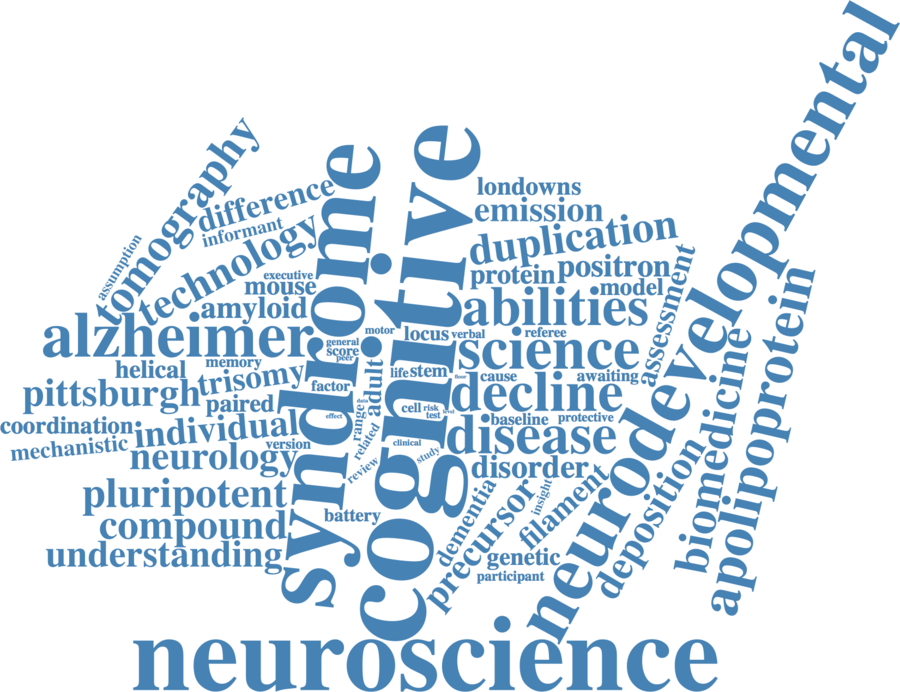 neurodevelopmental
tomography
syndrome
cognitive
londowns
difference
emission
informant
technology
duplication
assumption
executive
mouse
protein
positron
model
assessment
amyloid
abilities
alzheimer
motor
locus
verbal
referee
general
score
peer
science
memory
helical
trisomy
life
stem
floor
cause
awaiting
pittsburgh
factor
adult
decline
paired
data
range
cell
risk
test
level
effect
baseline
protective
coordination
individual
disease
mechanistic
version
related
clinical
neurology
review
study
disorder
biomedicine
apolipoprotein
pluripotent
dementia
precursor
insight
filament
deposition
compound
battery
understanding
genetic
participant
neuroscience